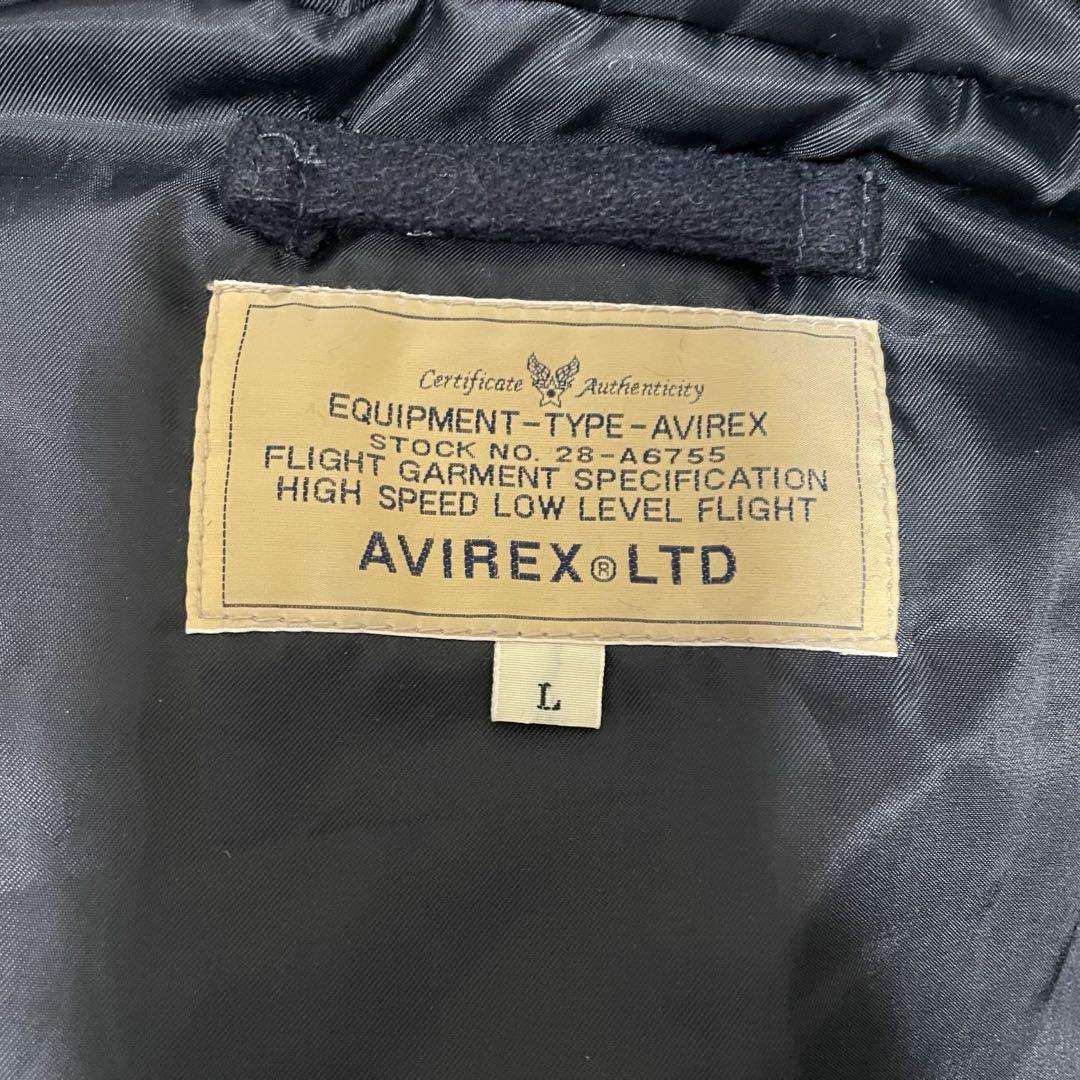 Certificate Authenticity
EQUIPMENT-TYPE-AVIREX
STOCK NO. 28-A6755
FLIGHT GARMENT SPECIFICATION
HIGH SPEED LOW LEVEL FLIGHT
AVIREX®LTD
L